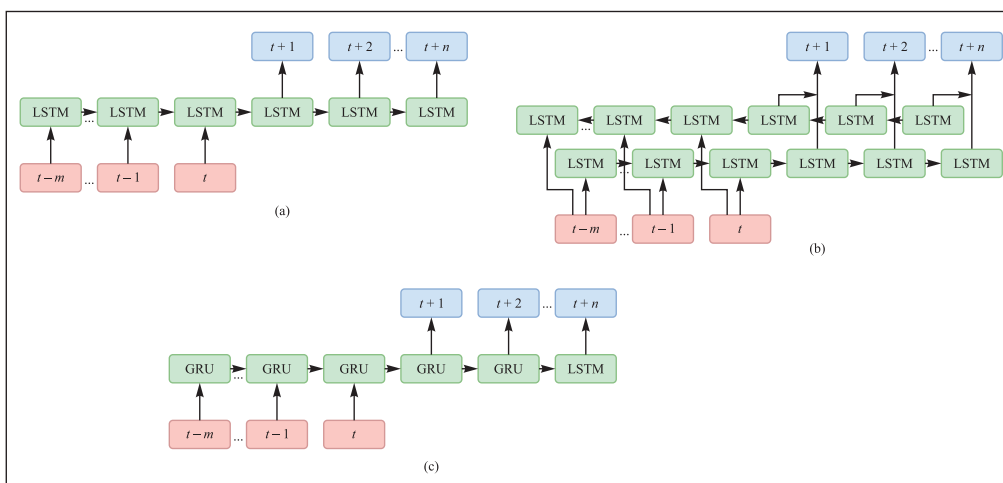 t + 1 t + 2 ... t + n
LSTM ... LSTM LSTM LSTM LSTM LSTM
t – m ... t – 1 t
(a)
t + 1 t + 2 ... t + n
LSTM ... LSTM LSTM LSTM LSTM LSTM
LSTM ... LSTM LSTM LSTM LSTM LSTM
t – m ... t – 1 t
(b)
t + 1 t + 2 ... t + n
GRU ... GRU GRU GRU GRU LSTM
t – m ... t – 1 t
(c)